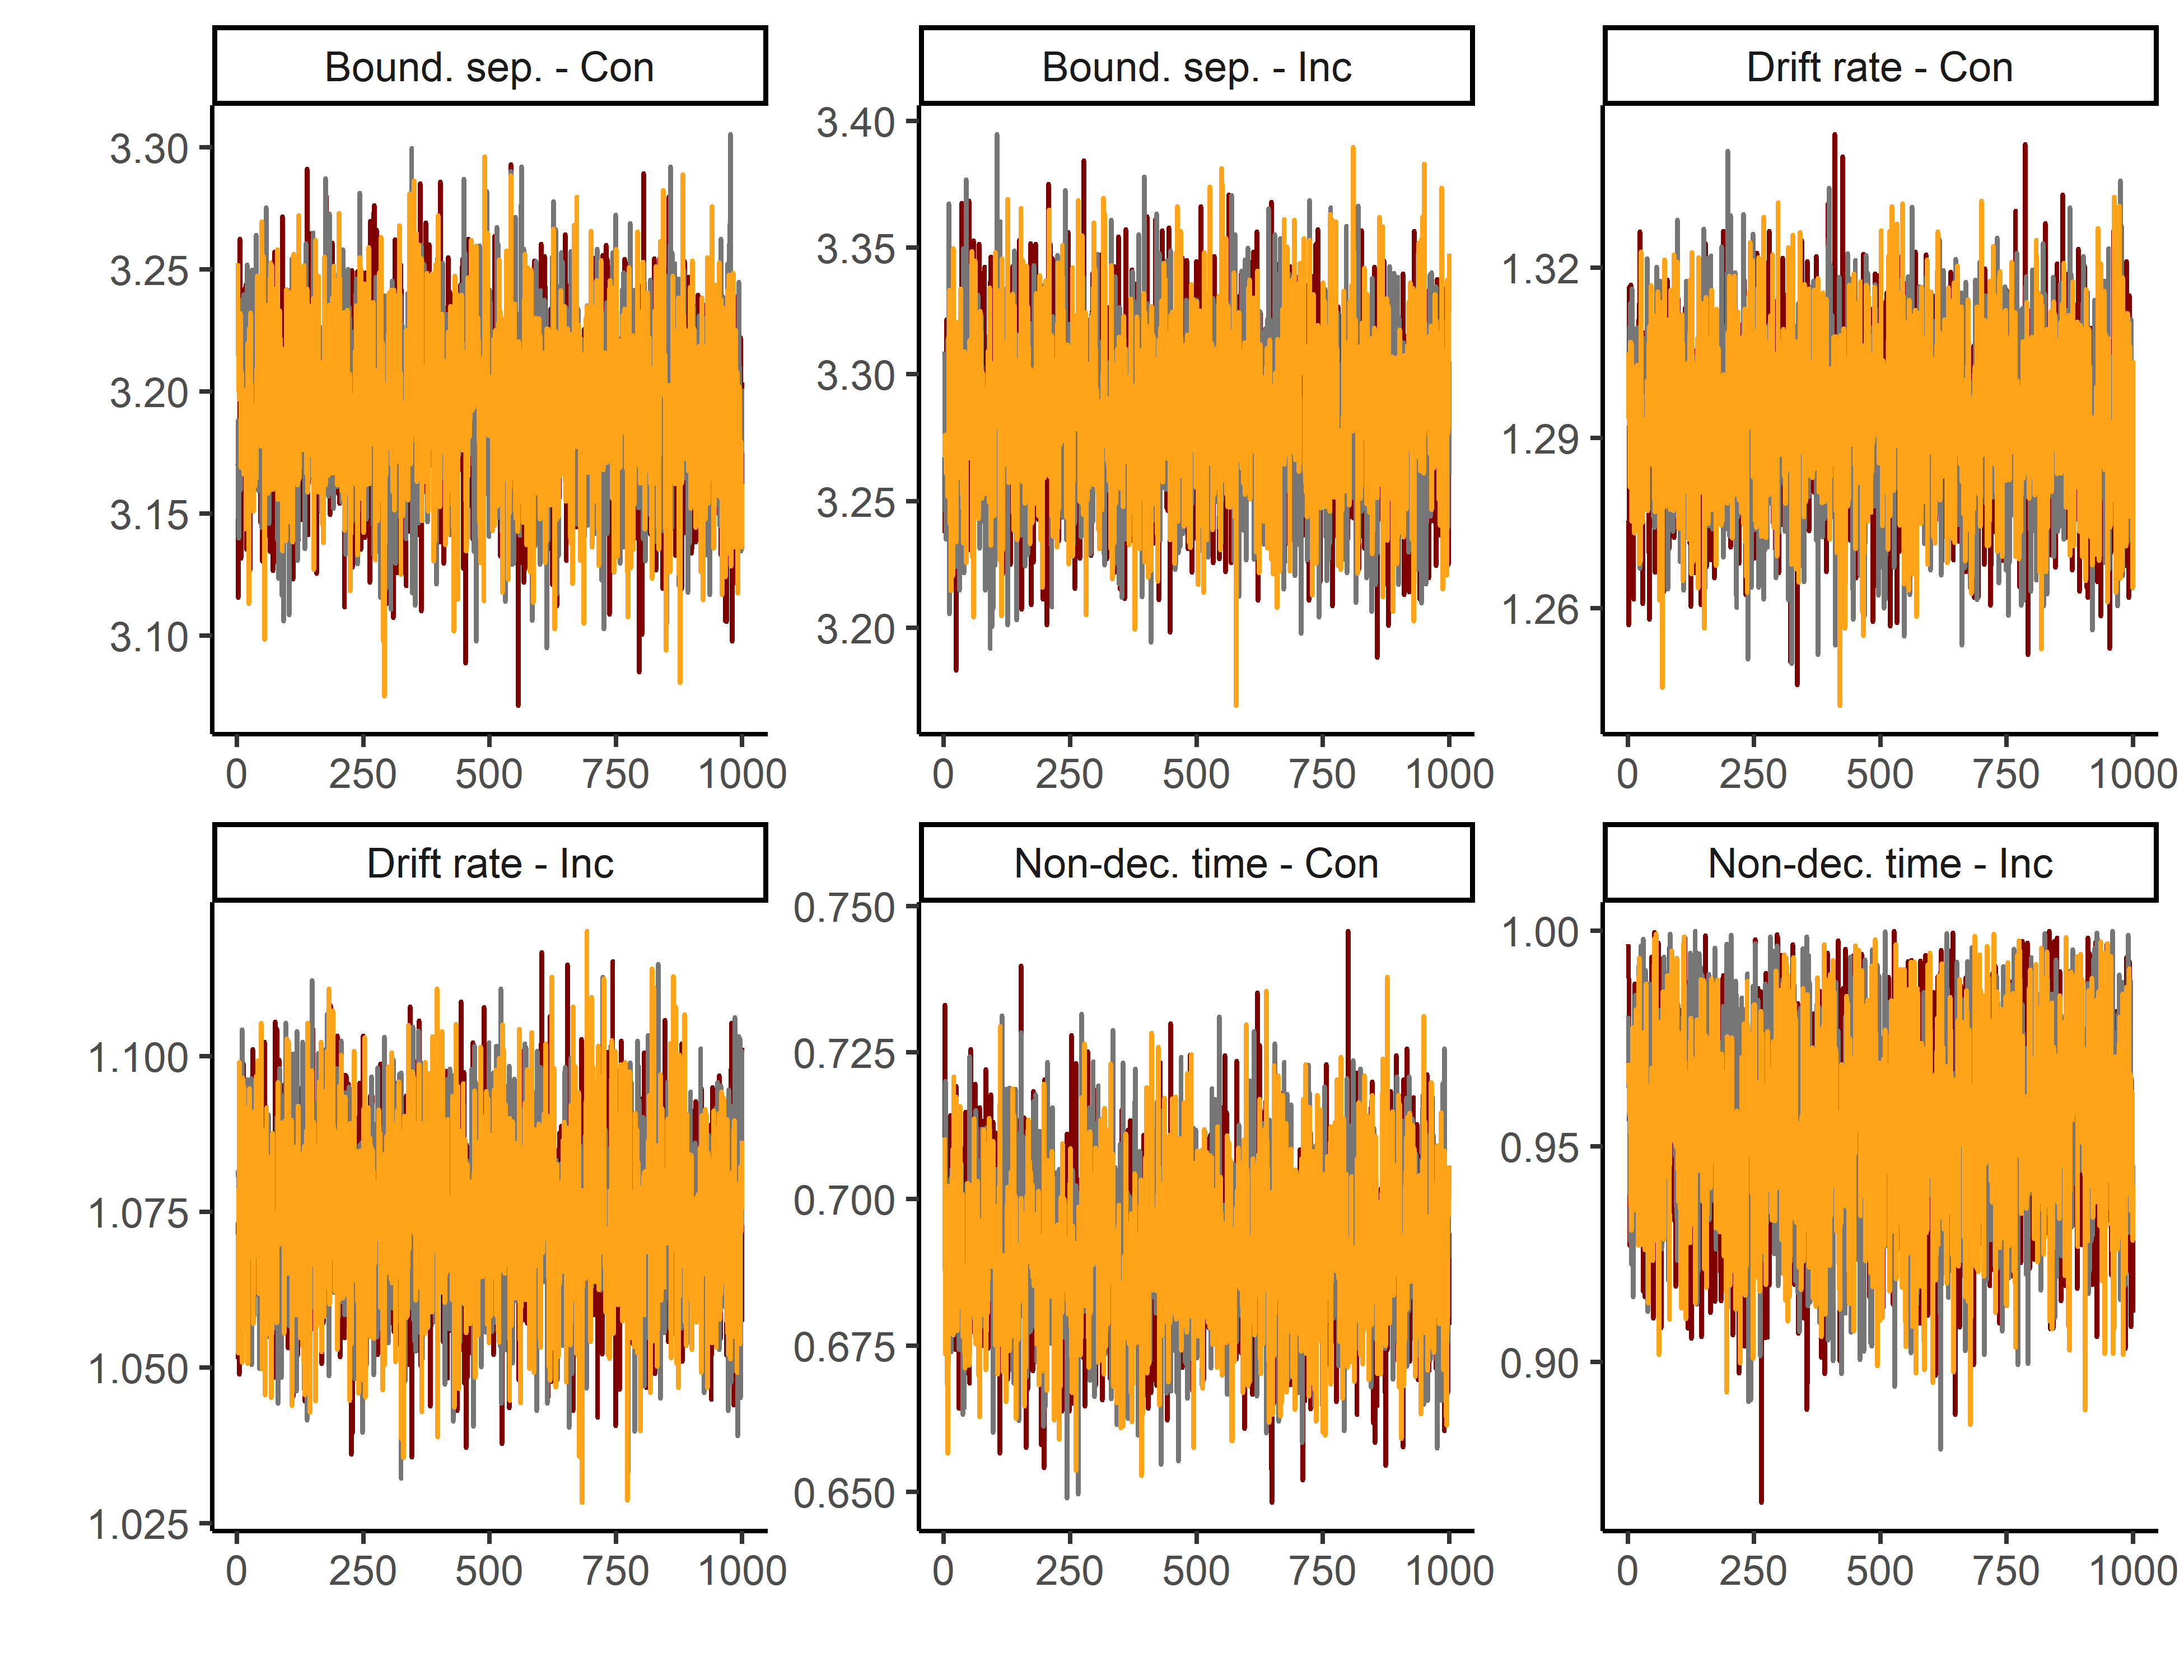 Bound. sep. - Con
Bound. sep. - Inc
Drift rate - Con
3.30
3.25
3.20
3.15
3.10
3.40
3.35
3.30
3.25
3.20
1.32
1.29
1.26
0 250 500 750 1000
0 250 500 750 1000
0 250 500 750 1000
Drift rate - Inc
Non-dec. time - Con
Non-dec. time - Inc
1.100
1.075
1.050
1.025
0.750
0.725
0.700
0.675
0.650
1.00
0.95
0.90
0 250 500 750 1000
0 250 500 750 1000
0 250 500 750 1000